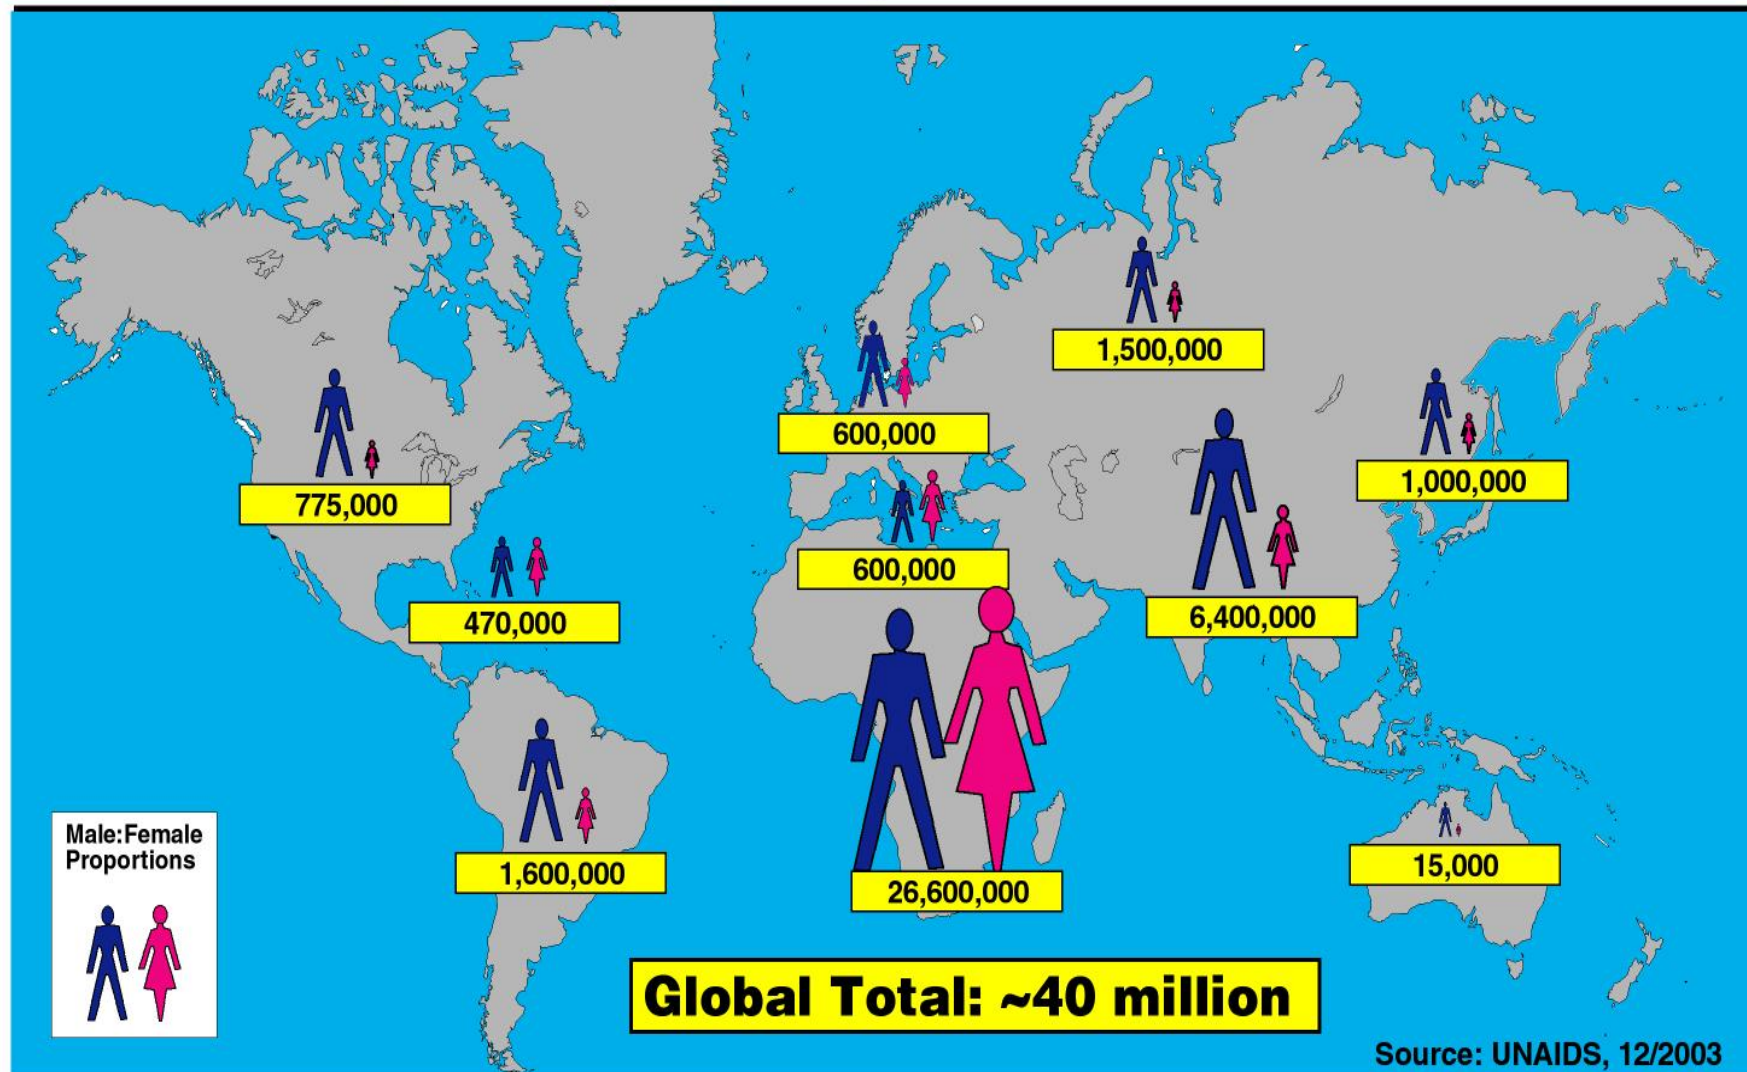 1,500,000
600,000
775,000
1,000,000
600,000
470,000
6,400,000
Male:Female
Proportions
1,600,000
26,600,000
15,000
Global Total: ~40 million
Source: UNAIDS, 12/2003